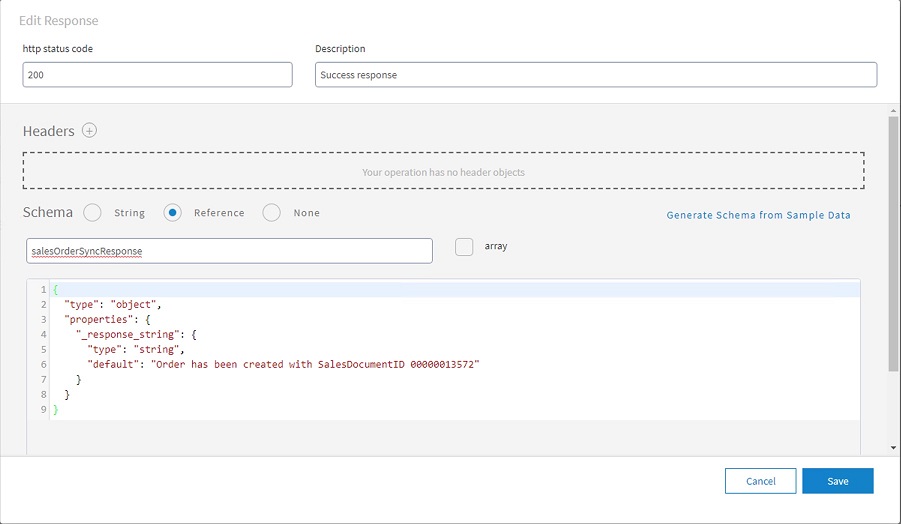 Edit Response
http status code
Description
200
Success response
Headers
Your operation has no header objects
Schema String Reference None
Generate Schema from Sample Data
salesOrderSyncResponse
array
1 {
2 "type": "object",
3 "properties": {
4 "_response_string": {
5 "type": "string",
6 "default": "Order has been created with SalesDocumentID 00000013572"
7 }
8 }
9 }
Cancel
Save